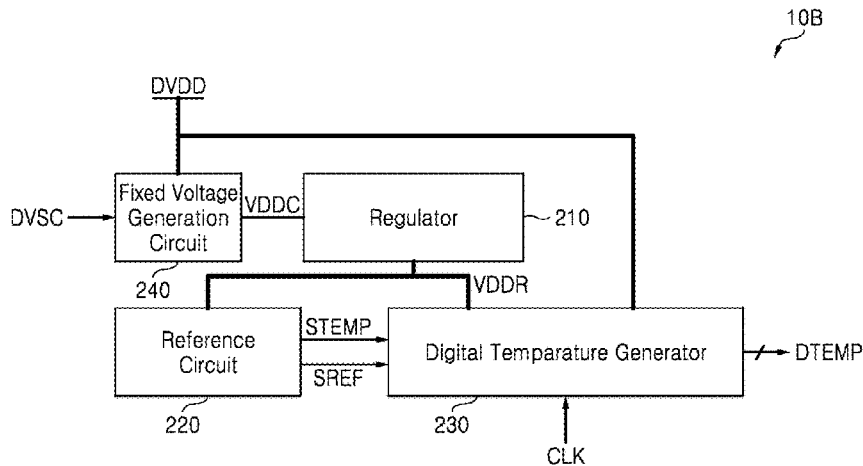 10B
DVDD
Fixed Voltage
Generation
Circuit
DVSC
VDDC
Regulator
210
240
VDDR
Reference
Circuit
STEMP
SREF
Digital Temparature Generator
DTEMP
220
230
CLK